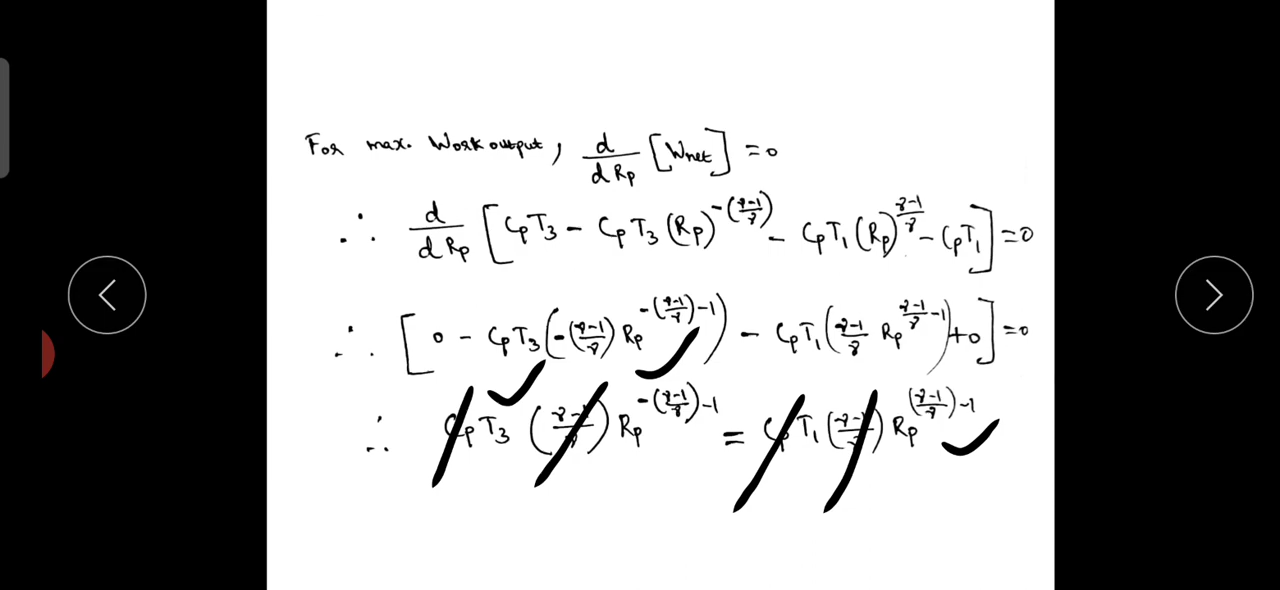 For max. Work output, d/dRp [Wnet] = 0
∴ d/dRp [CpT3 - CpT3 (Rp)^-((γ-1)/γ) - CpT1 (Rp)^((γ-1)/γ) - CpT1] = 0
∴ [0 - CpT3 (-((γ-1)/γ) Rp^(-((γ-1)/γ)-1)) - CpT1 ((γ-1)/γ Rp^((γ-1)/γ -1)) + 0] = 0
∴ CpT3 ((γ-1)/γ) Rp^(-((γ-1)/γ)-1) = CpT1 ((γ-1)/γ) Rp^(((γ-1)/γ)-1)